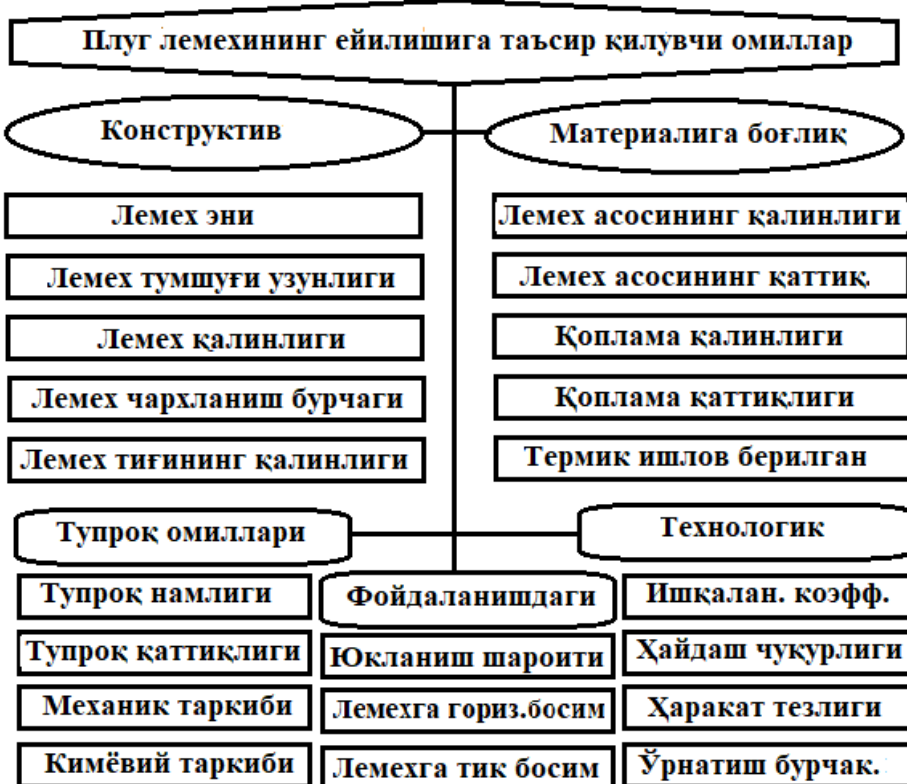 Плуг лемехининг ейилишига таъсир қилувчи омиллар
Конструктив
Материалига боғлиқ
Лемех эни
Лемех тумшуғи узунлиги
Лемех қалинлиги
Лемех чархланиш бурчаги
Лемех тиғининг қалинлиги
Лемех асосининг қалинлиги
Лемех асосининг қаттиқ.
Қоплама қалинлиги
Қоплама қаттиқлиги
Термик ишлов берилган
Тупроқ омиллари
Тупроқ намлиги
Тупроқ қаттиқлиги
Механик таркиби
Кимёвий таркиби
Фойдаланишдаги
Юкланиш шароити
Лемехга гориз.босим
Лемехга тик босим
Технологик
Ишқалан. коэфф.
Ҳайдаш чуқурлиги
Ҳаракат тезлиги
Ўрнатиш бурчак.